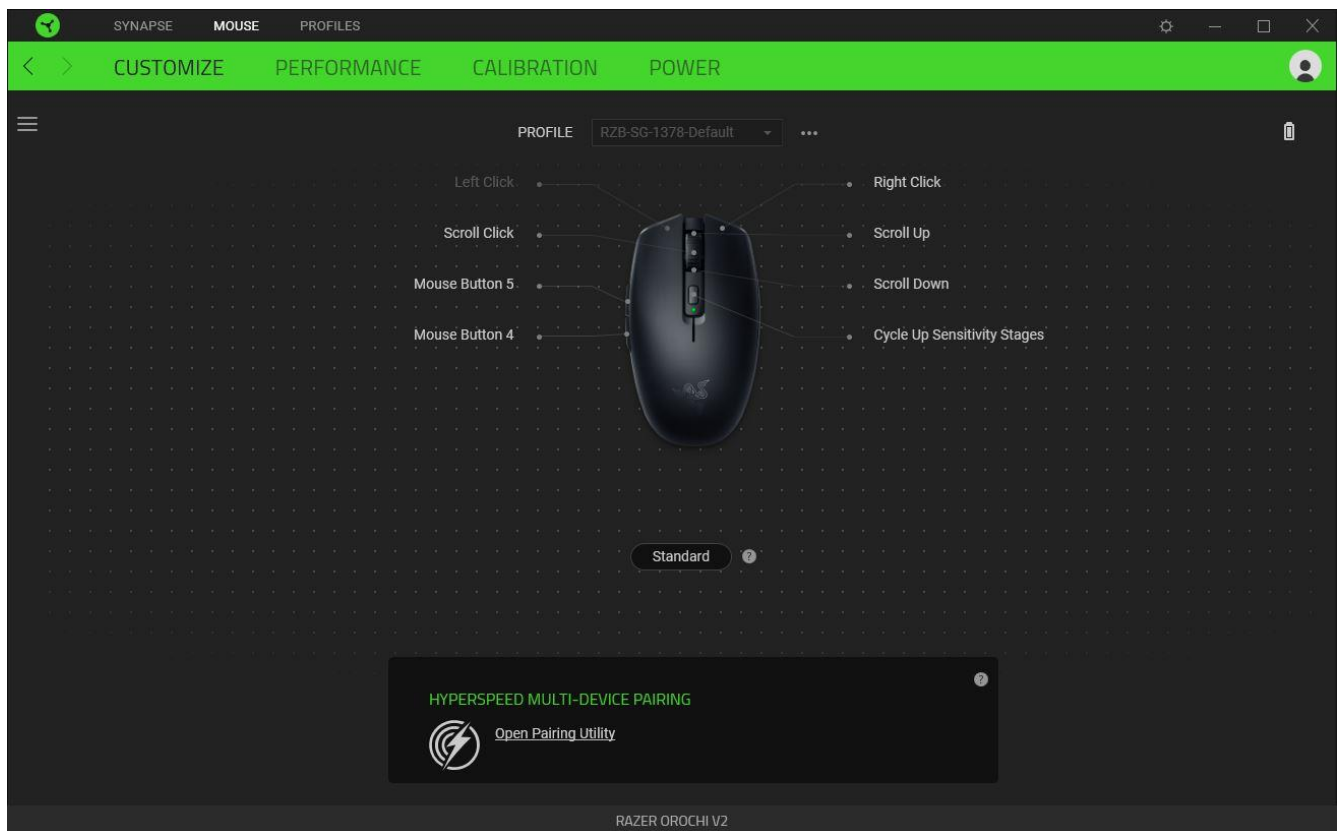 SYNAPSE MOUSE PROFILES
CUSTOMIZE PERFORMANCE CALIBRATION POWER
PROFILE RZB-SG-1378-Default
Left Click Right Click
Scroll Click Scroll Up
Mouse Button 5 Scroll Down
Mouse Button 4 Cycle Up Sensitivity Stages
Standard ?
?
HYPERSPEED MULTI-DEVICE PAIRING
Open Pairing Utility
RAZER OROCHI V2